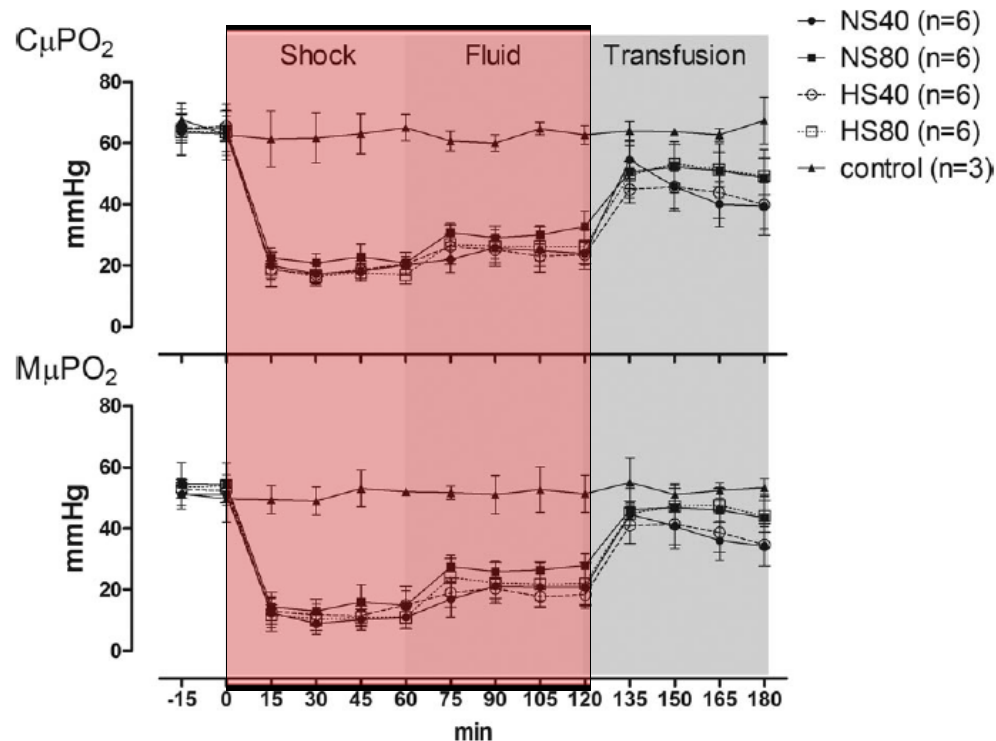 CμPO₂
Shock Fluid Transfusion
80
60
40
20
0
mmHg
NS40 (n=6)
NS80 (n=6)
HS40 (n=6)
HS80 (n=6)
control (n=3)
MμPO₂
80
60
40
20
0
mmHg
-15 0 15 30 45 60 75 90 105 120 135 150 165 180
min